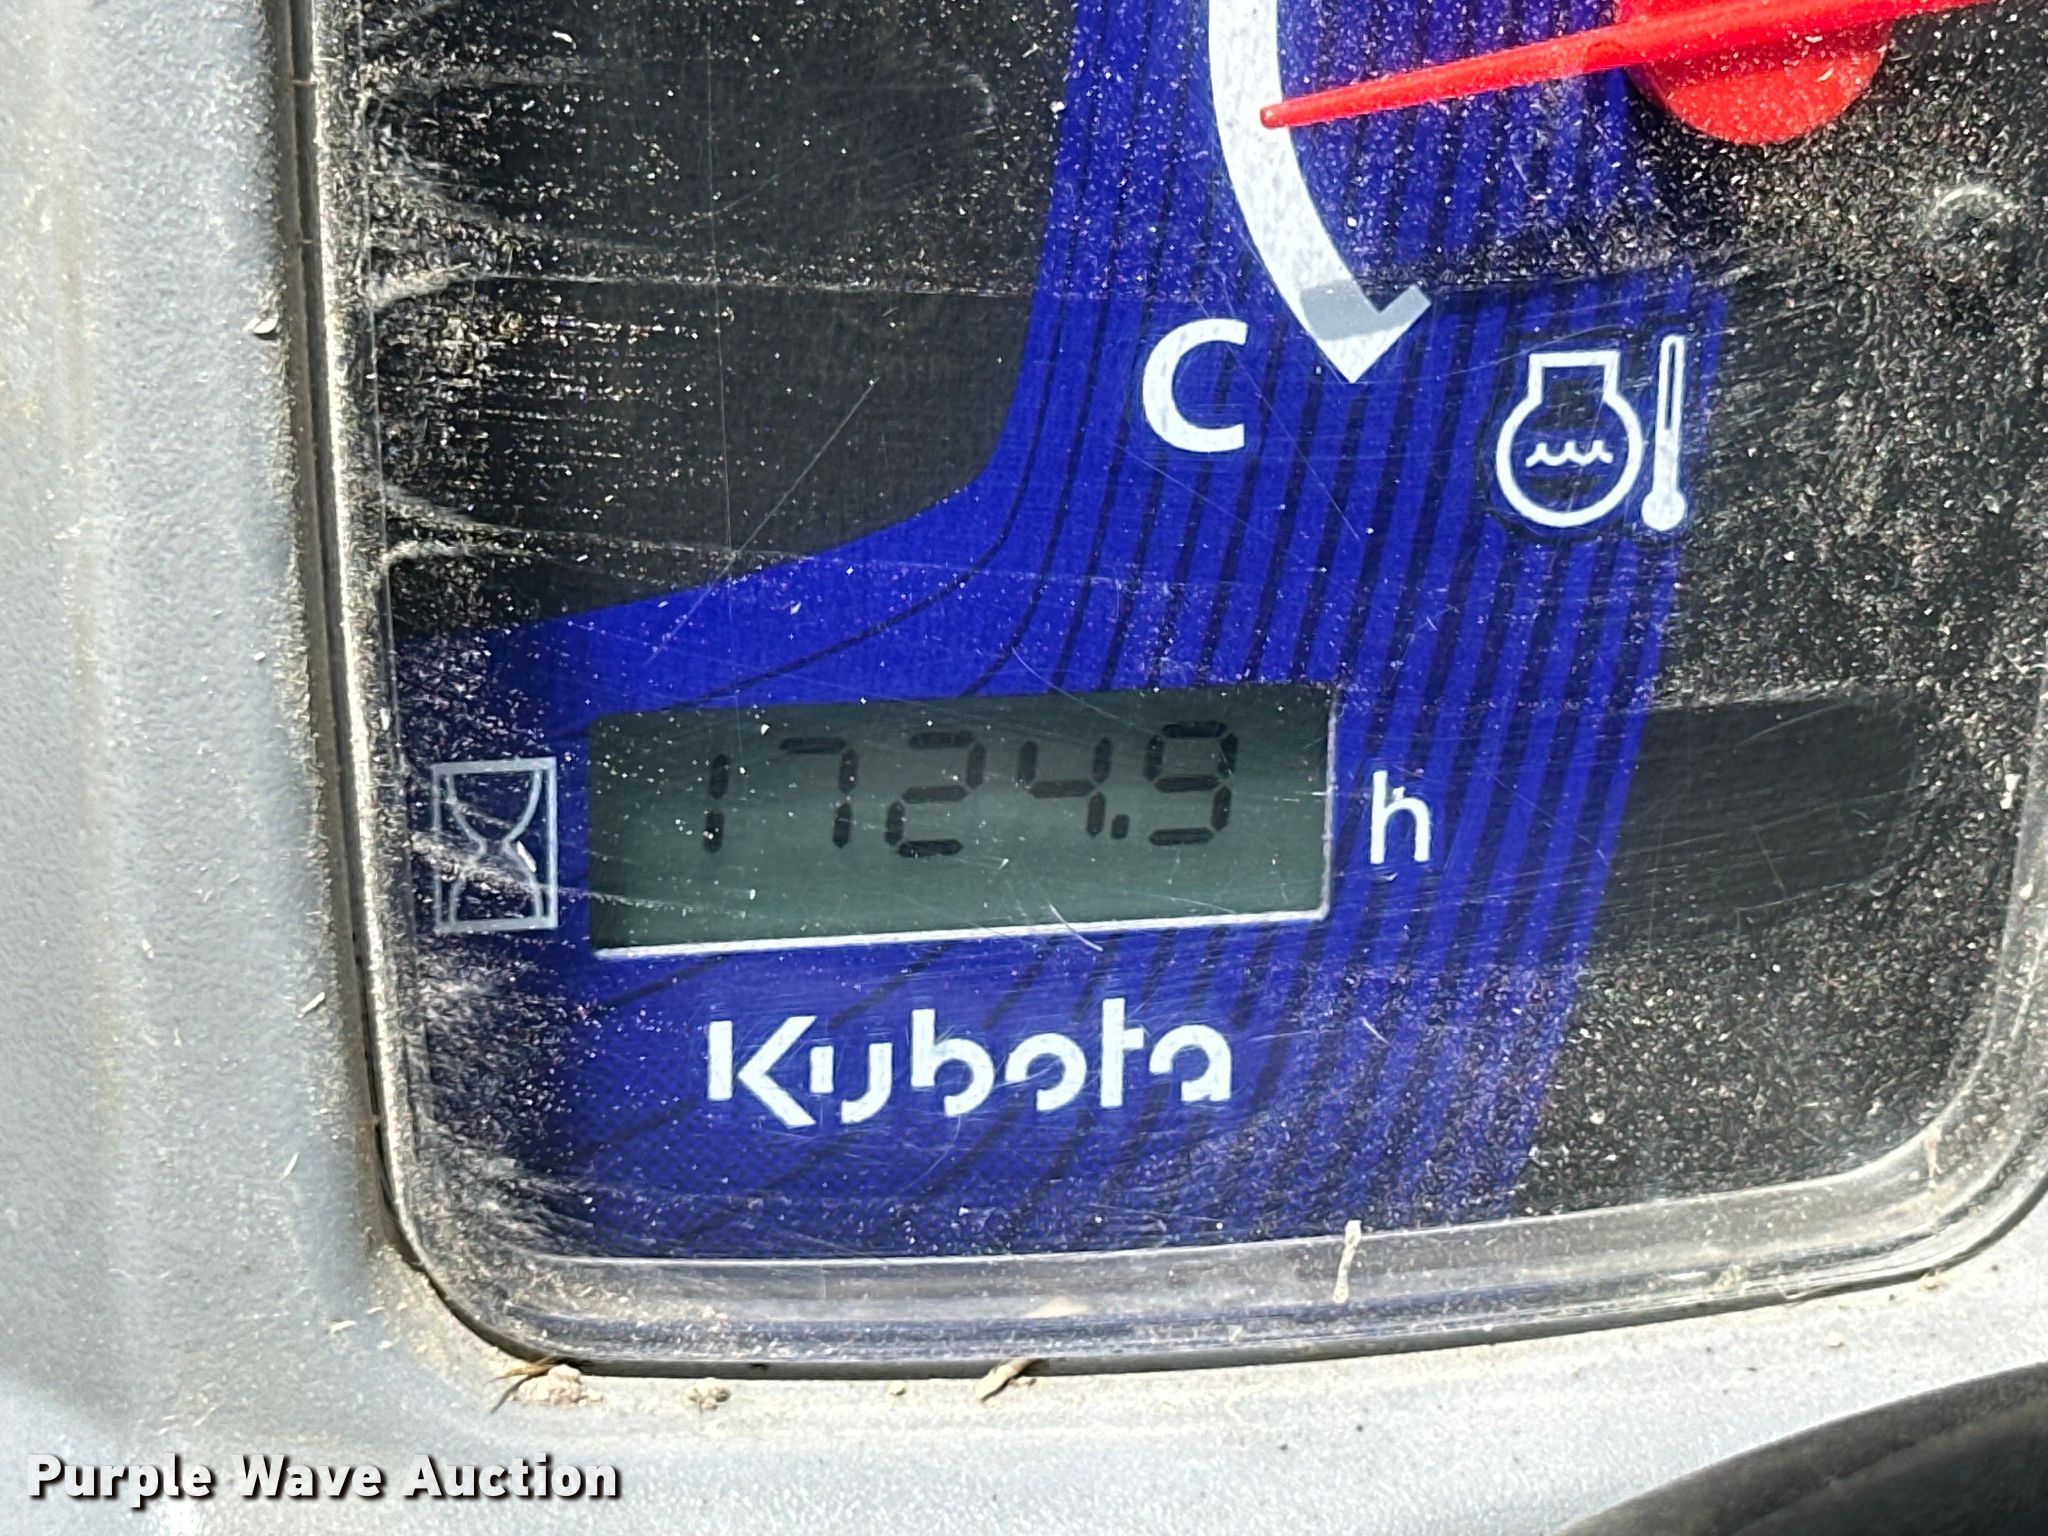 C
1724.9 h
Kubota
Purple Wave Auction